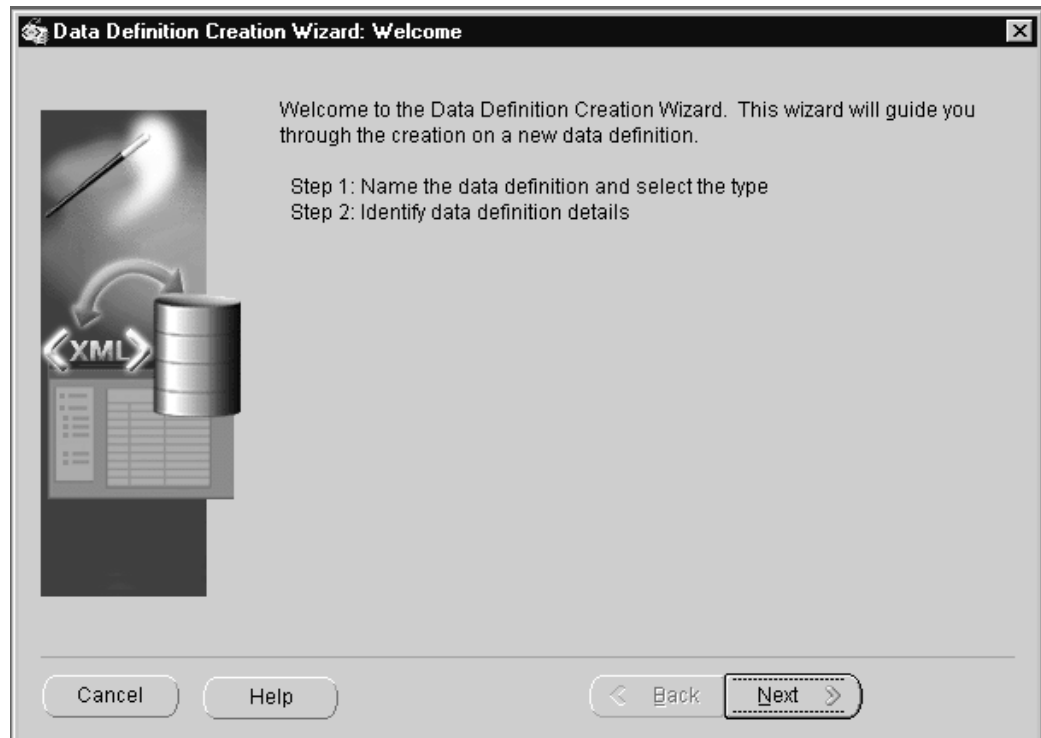 Data Definition Creation Wizard: Welcome
Welcome to the Data Definition Creation Wizard. This wizard will guide you
through the creation on a new data definition.
Step 1: Name the data definition and select the type
Step 2: Identify data definition details
<XML>
Cancel
Help
Back
Next